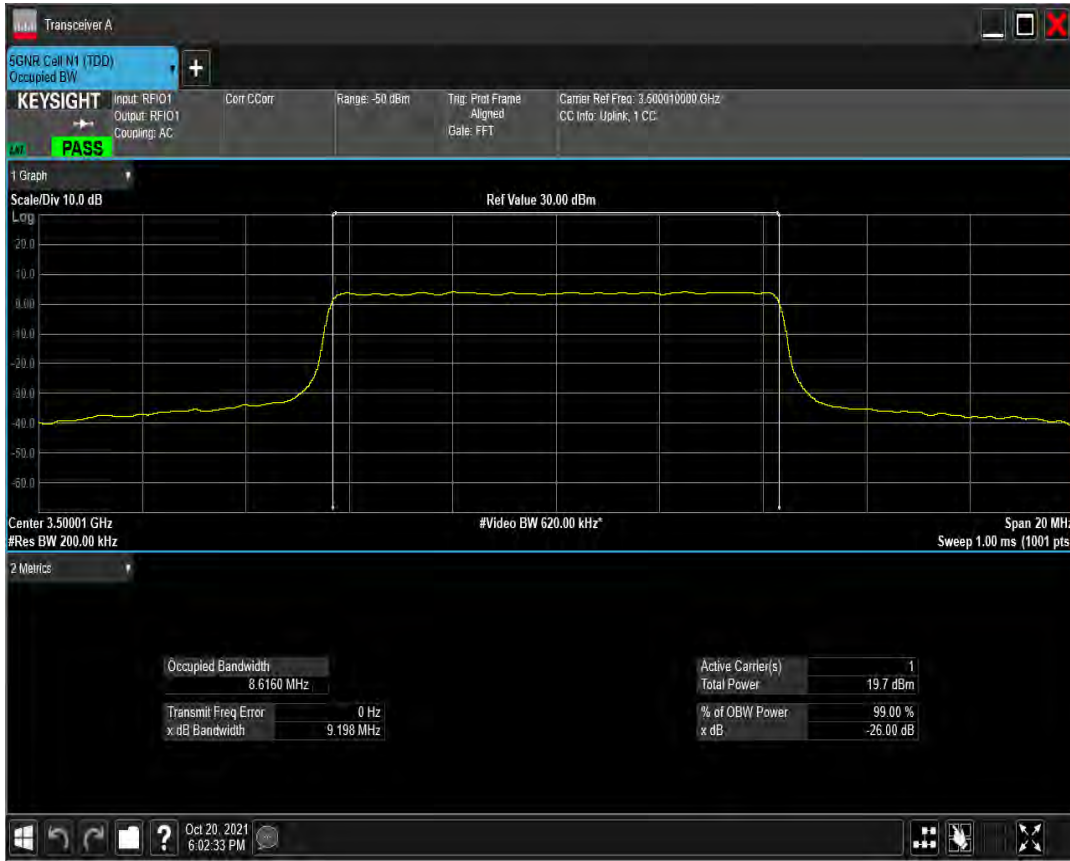 Transceiver A
5GNR Cell N1 (TDD)
Occupied BW
+
KEYSIGHT
Input: RFIO1
Output: RFIO1
Coupling: AC
Corr CCorr
Range: -50 dBm
Trig: Prot Frame
Aligned
Gate: FFT
Carrier Ref Freq: 3.500010000 GHz
CC Info: Uplink, 1 CC
PASS
1 Graph
Scale/Div 10.0 dB
Ref Value 30.00 dBm
Log
20.0
10.0
0.00
-10.0
-20.0
-30.0
-40.0
-50.0
-60.0
Center 3.50001 GHz
#Video BW 620.00 kHz*
Span 20 MHz
#Res BW 200.00 kHz
Sweep 1.00 ms (1001 pts
2 Metrics
Occupied Bandwidth
8.6160 MHz
Transmit Freq Error 0 Hz
x dB Bandwidth 9.198 MHz
Active Carrier(s) 1
Total Power 19.7 dBm
% of OBW Power 99.00 %
x dB -26.00 dB
?
Oct 20, 2021
6:02:33 PM